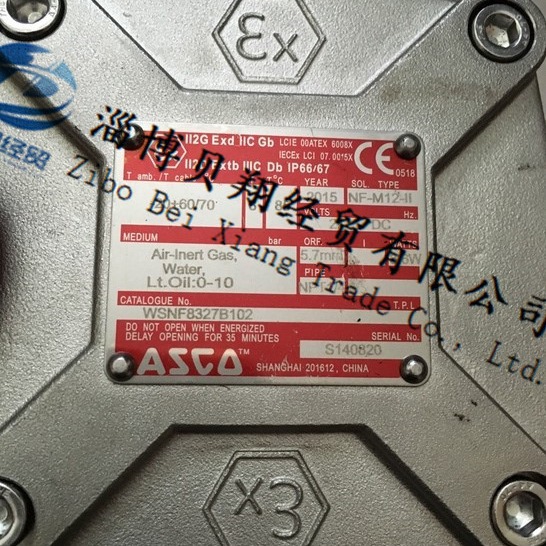 Ex
II2G Exd IIC Gb LCIE 00ATEX 6008X
IECEx LCI 07.0015X
CE 0518
IIIC Db IP66/67
T amb./T YEAR SOL. TYPE
2015 NF-M12-II
VOLTS Hz.
DC
MEDIUM bar ORF. WATTS
Air-Inert Gas,
Water,
Lt.Oil:0-10
5.7mm
PIPE
CATALOGUE No. T.P.L
WSNF8327B102
DO NOT OPEN WHEN ENERGIZED
DELAY OPENING FOR 35 MINUTES
SERIAL No.
S140820
ASCO™
SHANGHAI 201612, CHINA
Ex
淄博贝翔经贸有限公司
Zibo Bei Xiang Trade Co., Ltd.